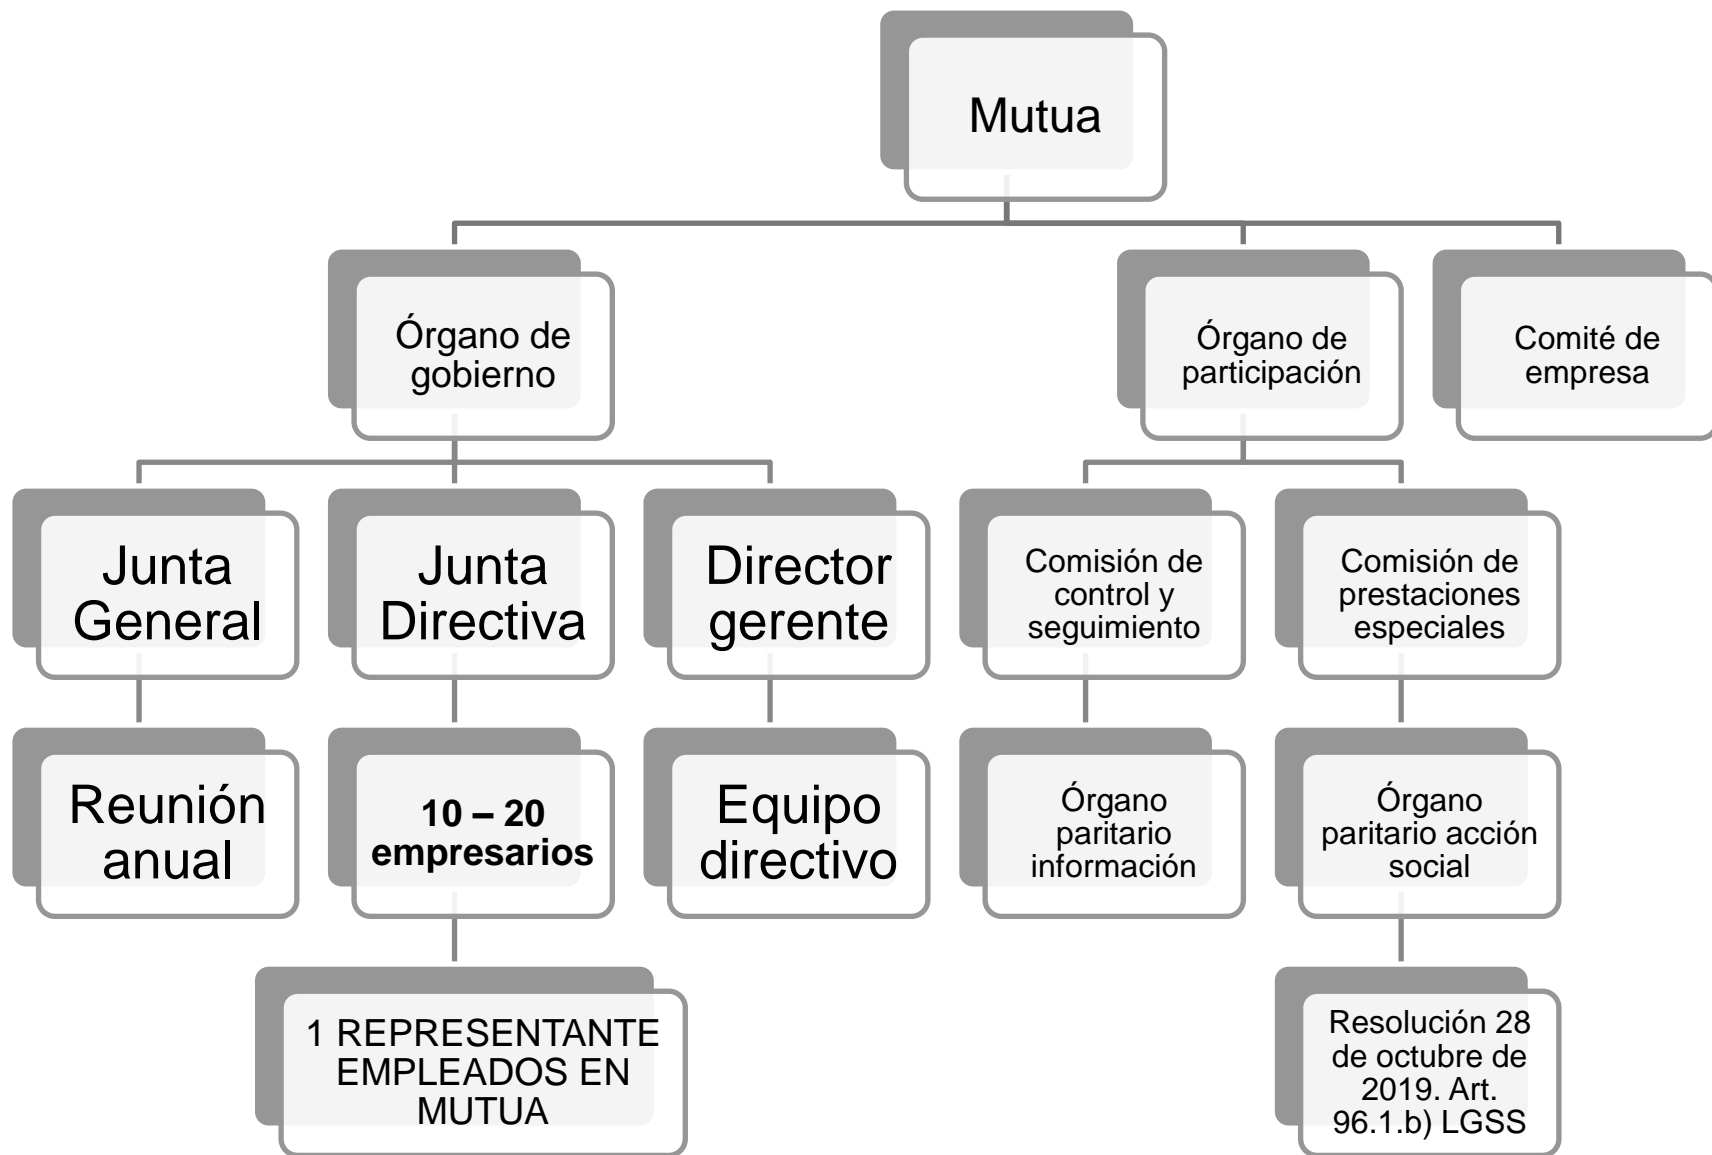 Mutua
Órgano de
gobierno
Órgano de
participación
Comité de
empresa
Junta
General
Junta
Directiva
Director
gerente
Comisión de
control y
seguimiento
Comisión de
prestaciones
especiales
Reunión
anual
10 – 20
empresarios
Equipo
directivo
Órgano
paritario
información
Órgano
paritario acción
social
1 REPRESENTANTE
EMPLEADOS EN
MUTUA
Resolución 28
de octubre de
2019. Art.
96.1.b) LGSS